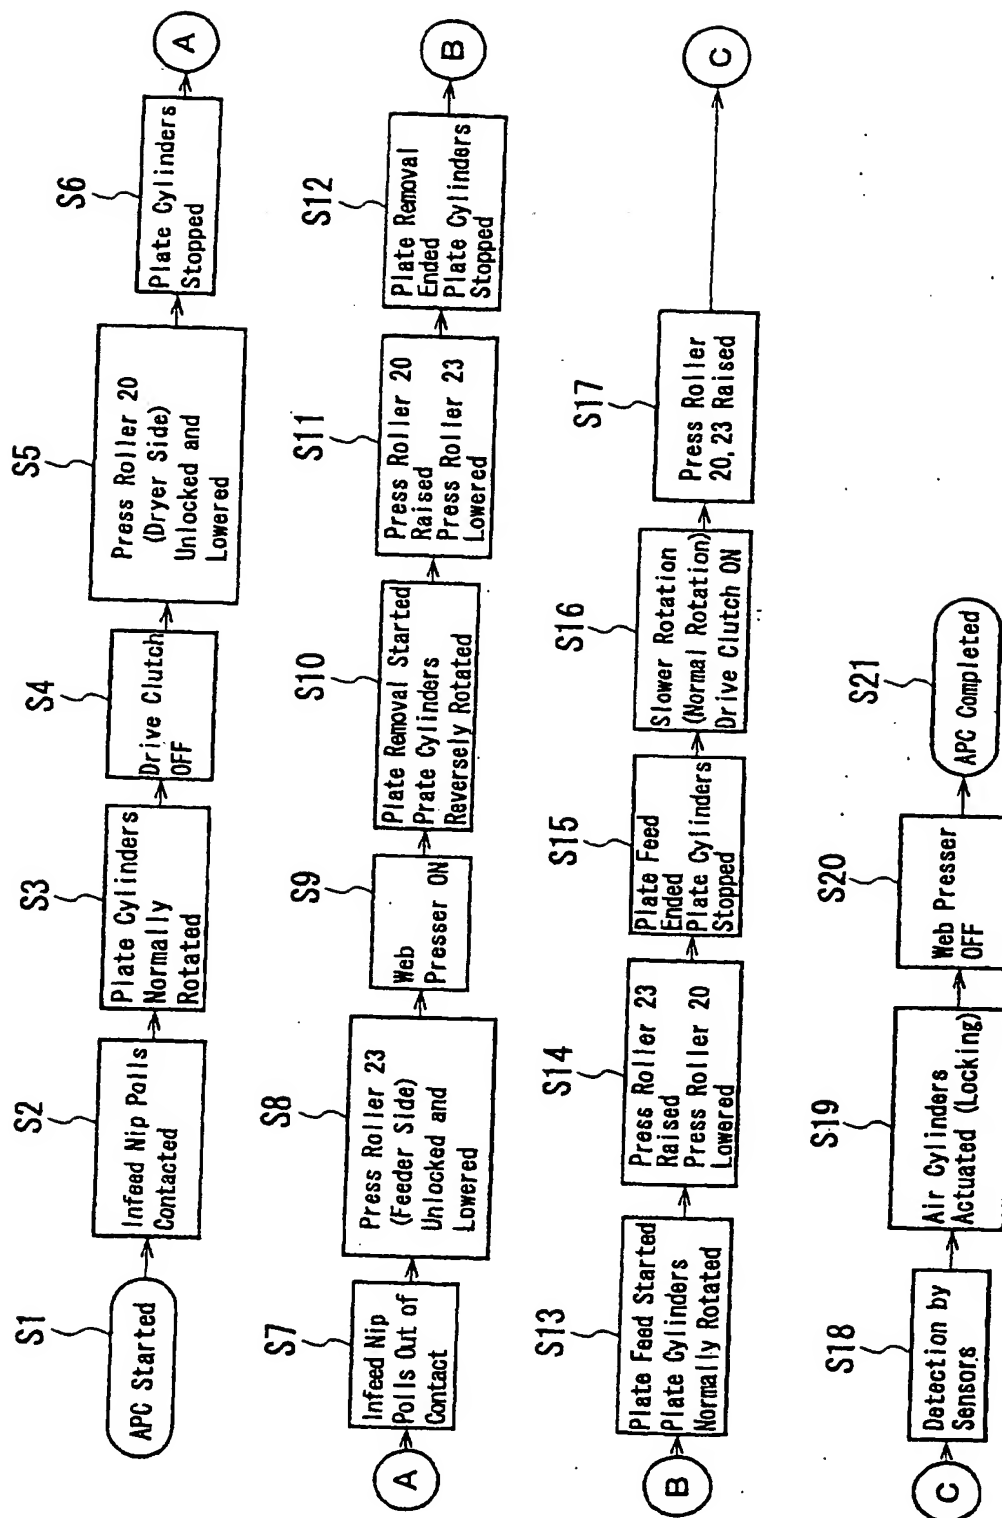 S1
APC Started
S2
Infeed Nip Polls
Contacted
S3
Plate Cylinders
Normally
Rotated
S4
Drive Clutch
OFF
S5
Press Roller 20
(Dryer Side)
Unlocked and
Lowered
S6
Plate Cylinders
Stopped
A
A
S7
Infeed Nip
Polls Out of
Contact
S8
Press Roller 23
(Feeder Side)
Unlocked and
Lowered
S9
Web
Presser ON
S10
Plate Removal Started
Prate Cylinders
Reversely Rotated
S11
Press Roller 20
Raised
Press Roller 23
Lowered
S12
Plate Removal
Ended
Plate Cylinders
Stopped
B
B
S13
Plate Feed Started
Plate Cylinders
Normally Rotated
S14
Press Roller 23
Raised
Press Roller 20
Lowered
S15
Plate Feed
Ended
Plate Cylinders
Stopped
S16
Slower Rotation
(Normal Rotation)
Drive Clutch ON
S17
Press Roller
20, 23 Raised
C
C
S18
Detection by
Sensors
S19
Air Cylinders
Actuated (Locking)
S20
Web Presser
OFF
S21
APC Completed